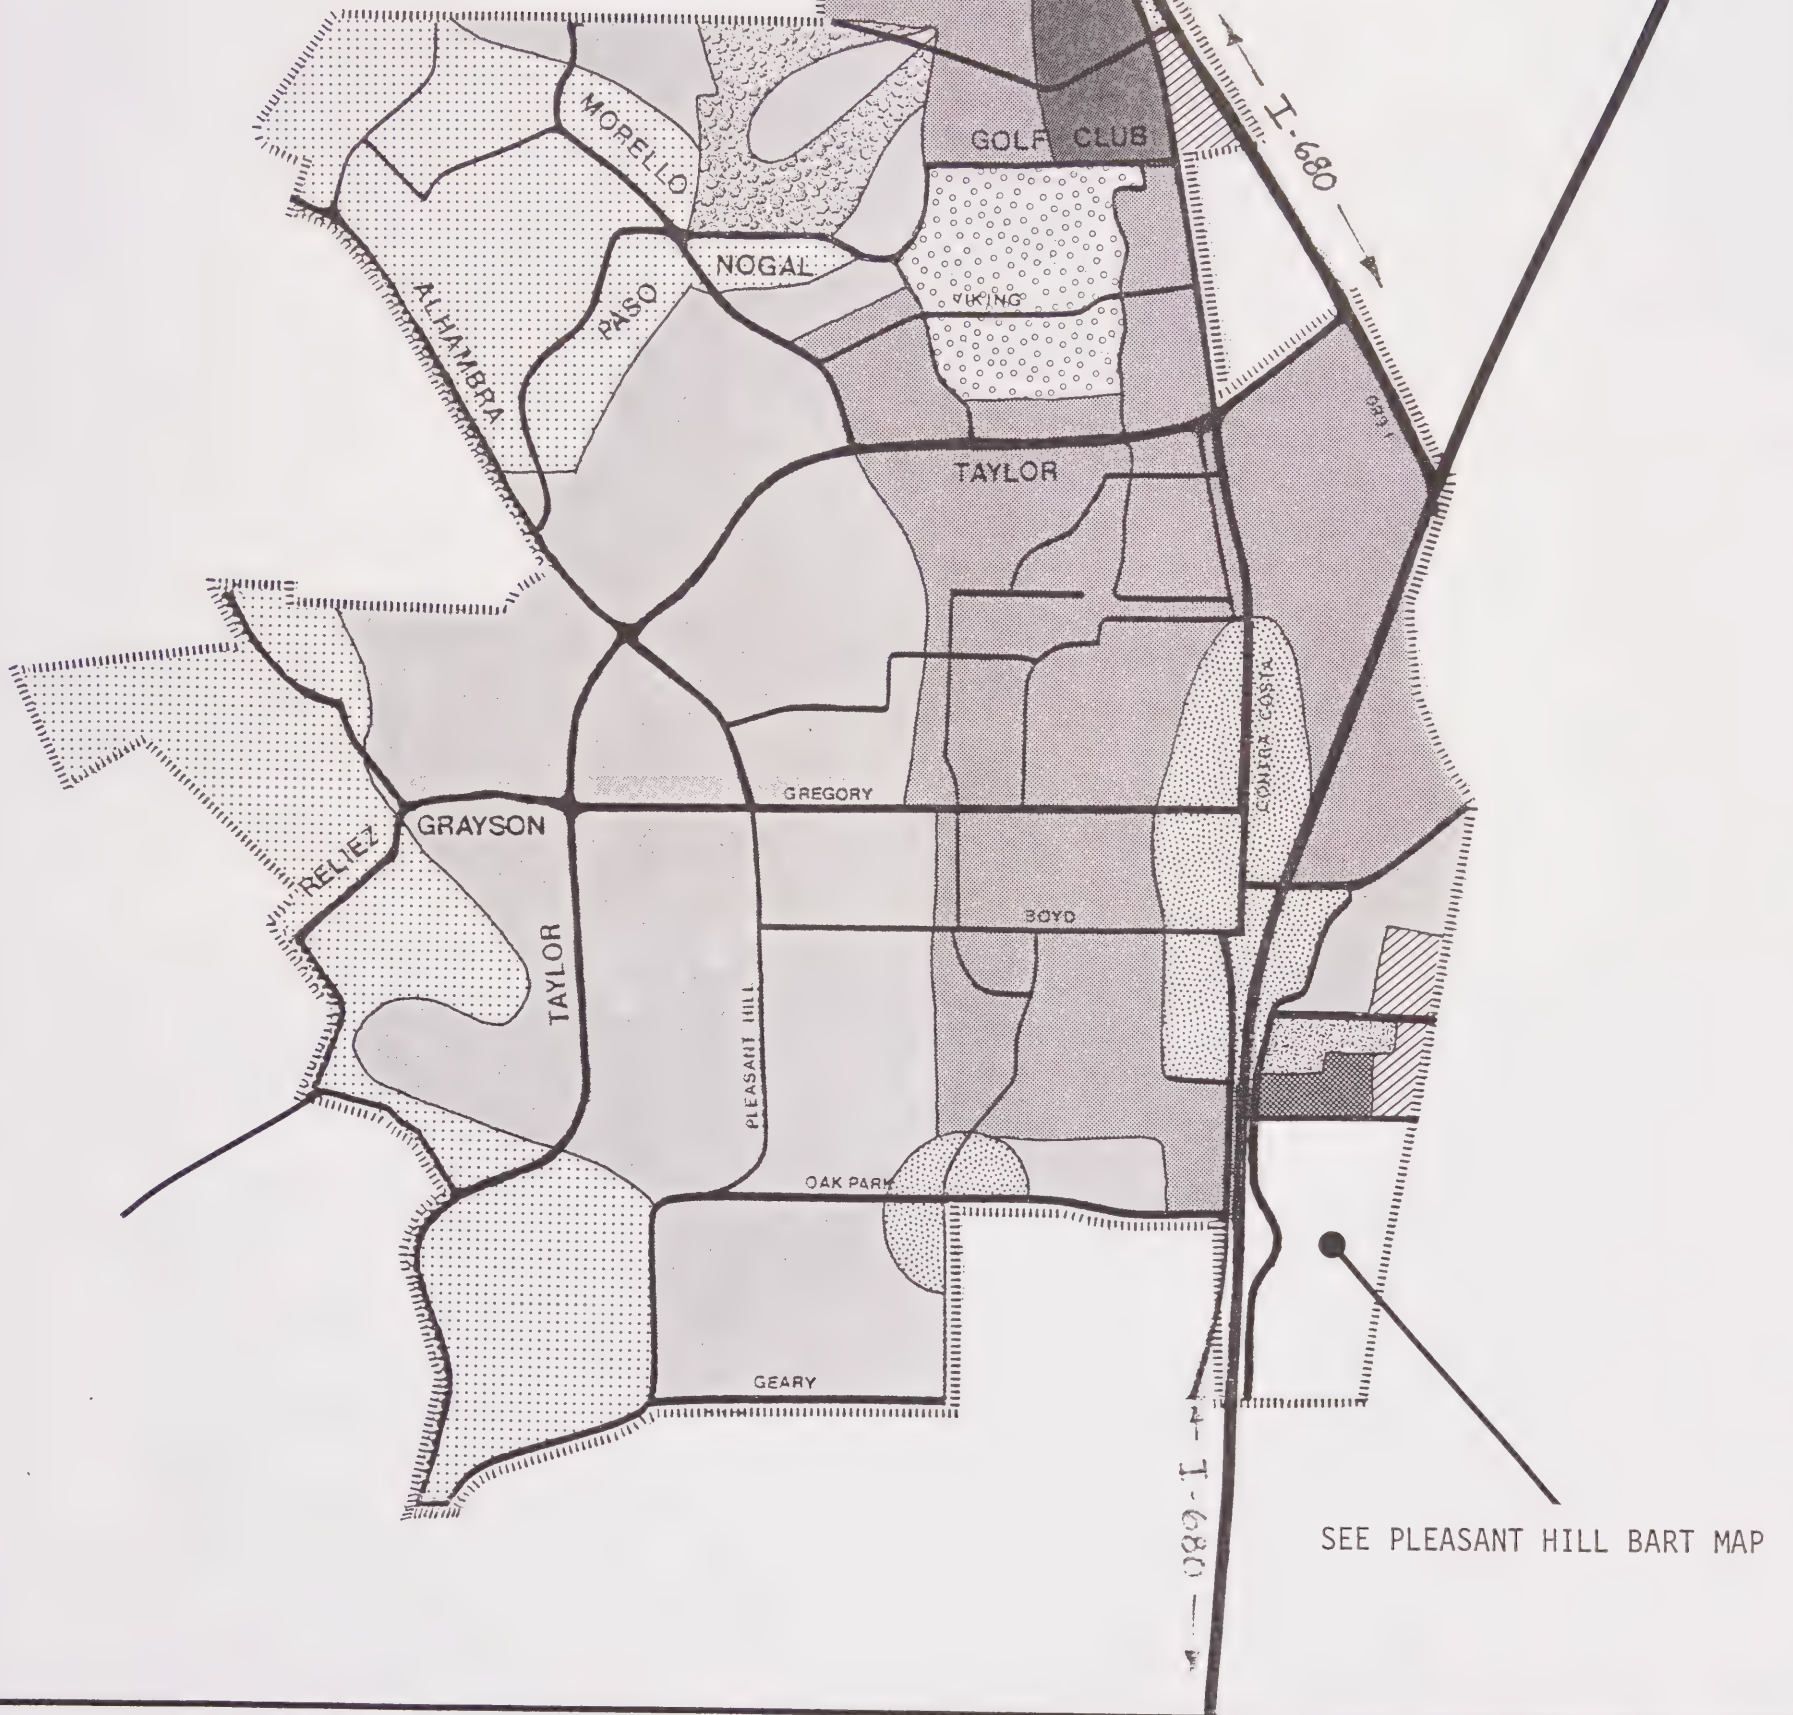 I-680
MORELLO
GOLF CLUB
NOGAL
PASO
VIKING
ALHAMBRA
I-680
TAYLOR
CONTRA COSTA
GREGORY
GRAYSON
RELIEZ
BOYD
TAYLOR
PLEASANT HILL
OAK PARK
GEARY
I-680
SEE PLEASANT HILL BART MAP